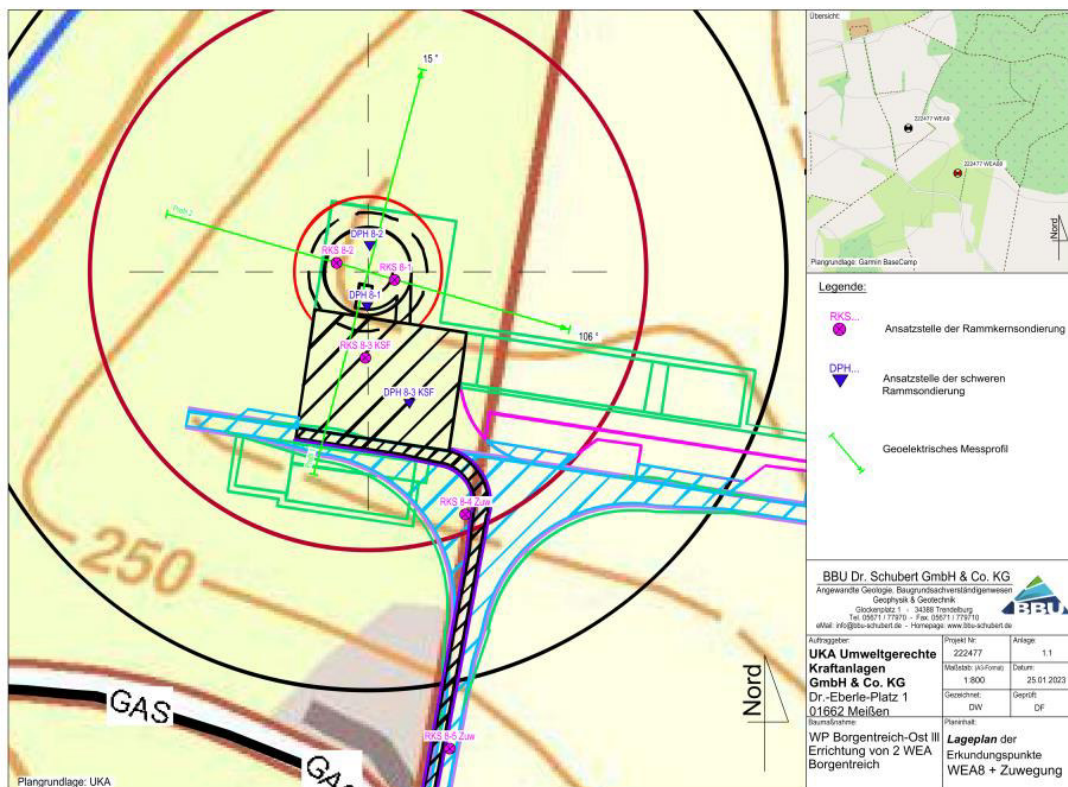 15 °
Profil 2
DPH 8-2
RKS 8-2
RKS 8-1
DPH 8-1
106 °
RKS 8-3 KSF
DPH 8-3 KSF
RKS 8-4 Zuw
250
GAS
RKS 8-5 Zuw
GAS
Nord
Plangrundlage: UKA
Übersicht:
222477 WEA9
222477 WEA08
Nord
Plangrundlage: Garmin BaseCamp
Legende:
RKS...
Ansatzstelle der Rammkernsondierung
DPH...
Ansatzstelle der schweren
Rammsondierung
Geoelektrisches Messprofil
BBU Dr. Schubert GmbH & Co. KG
Angewandte Geologie, Baugrundsachverständigenwesen
Geophysik & Geotechnik
Glockenplatz 1 - 34388 Trendelburg
Tel. 05671 / 77970 - Fax. 05671 / 779710
eMail: info@bbu-schubert.de - Homepage: www.bbu-schubert.de
BBU
Auftraggeber:
UKA Umweltgerechte
Kraftanlagen
GmbH & Co. KG
Dr.-Eberle-Platz 1
01662 Meißen
Projekt Nr:
222477
Anlage:
1.1
Maßstab: (A3-Format)
1:800
Datum:
25.01.2023
Gezeichnet:
DW
Geprüft:
DF
Baumaßnahme:
WP Borgentreich-Ost III
Errichtung von 2 WEA
Borgentreich
Planinhalt:
Lageplan der
Erkundungspunkte
WEA8 + Zuwegung